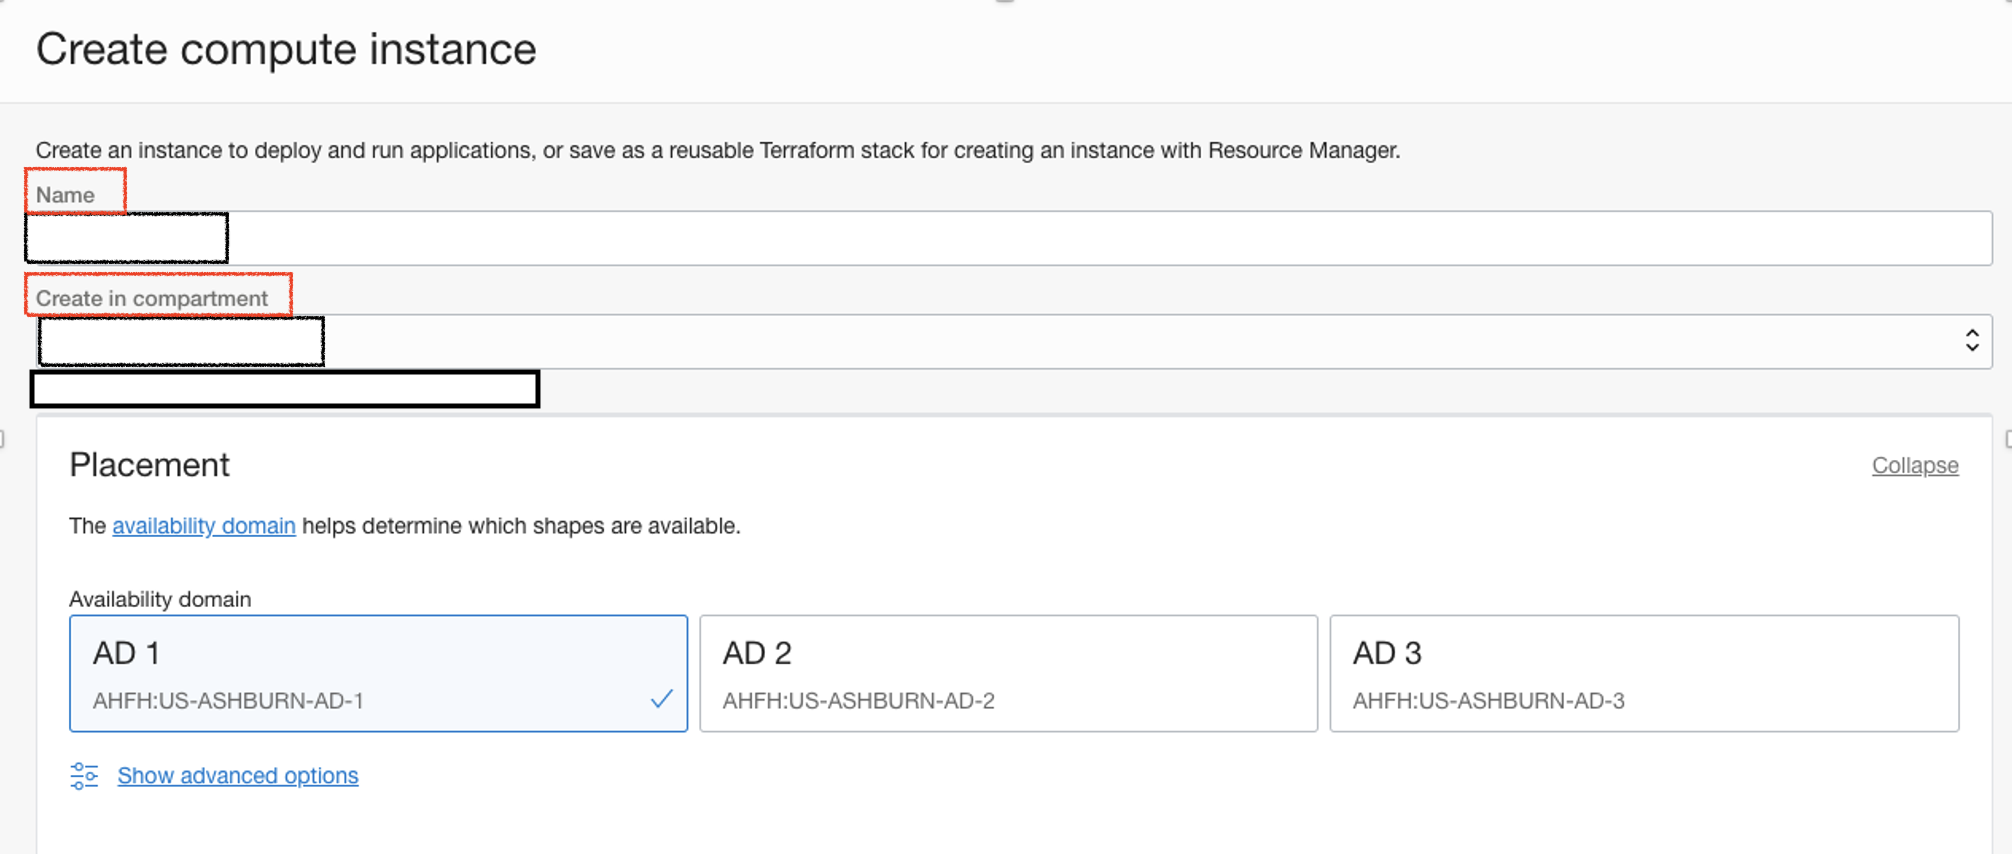 Create compute instance
Create an instance to deploy and run applications, or save as a reusable Terraform stack for creating an instance with Resource Manager.
Name
Create in compartment
Placement
Collapse
The availability domain helps determine which shapes are available.
Availability domain
AD 1
AHFH:US-ASHBURN-AD-1
AD 2
AHFH:US-ASHBURN-AD-2
AD 3
AHFH:US-ASHBURN-AD-3
Show advanced options